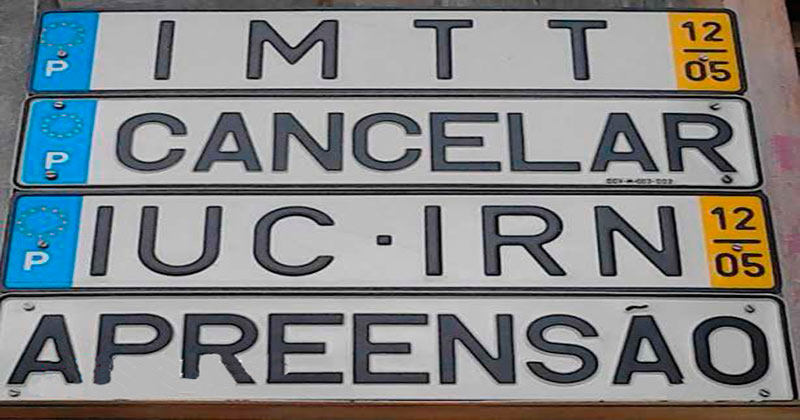 P IMTT 12
05
P CANCELAR
P IUC·IRN 12
05
APREENSÃO